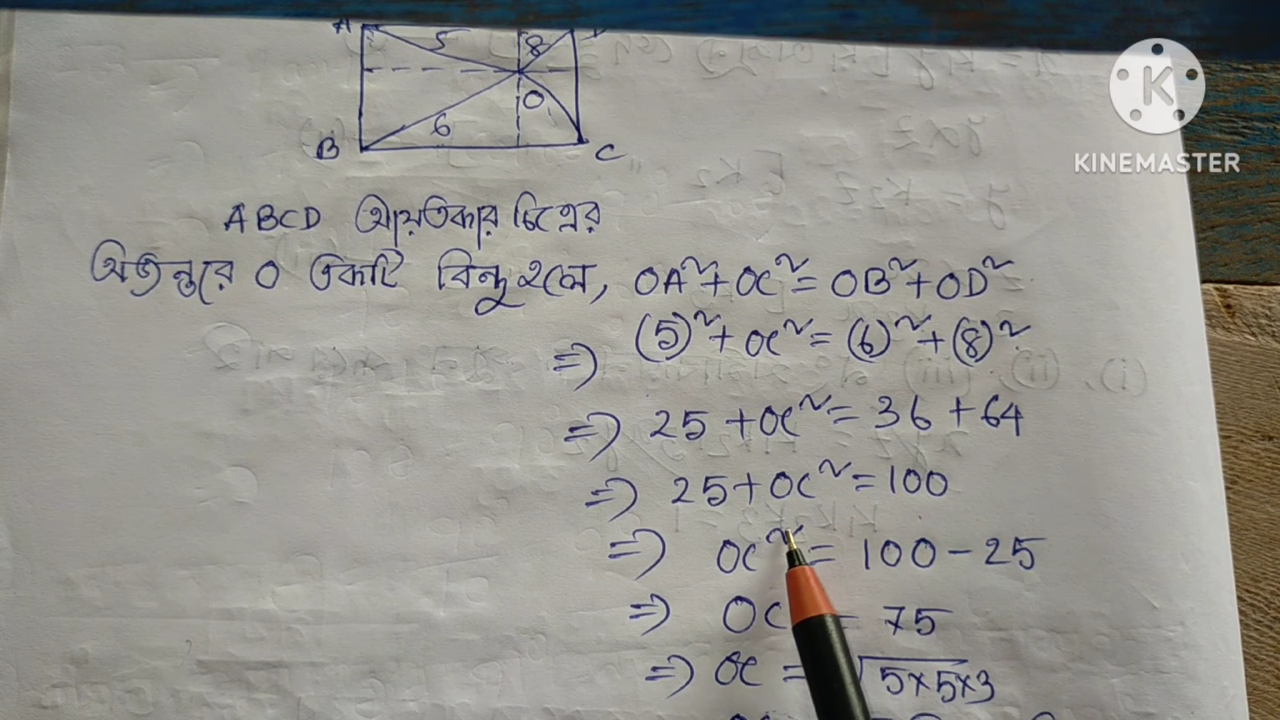 A 5 8
6 O
B C
K
KINEMASTER
ABCD আয়তকার চিত্রের
অভ্যন্তরে O একটি বিন্দু হলে, OA²+OC²=OB²+OD²
=> (5)²+OC²=(6)²+(8)²
=> 25+OC²=36+64
=> 25+OC²=100
=> OC²=100-25
=> OC = 75
=> OC = √5×5×3